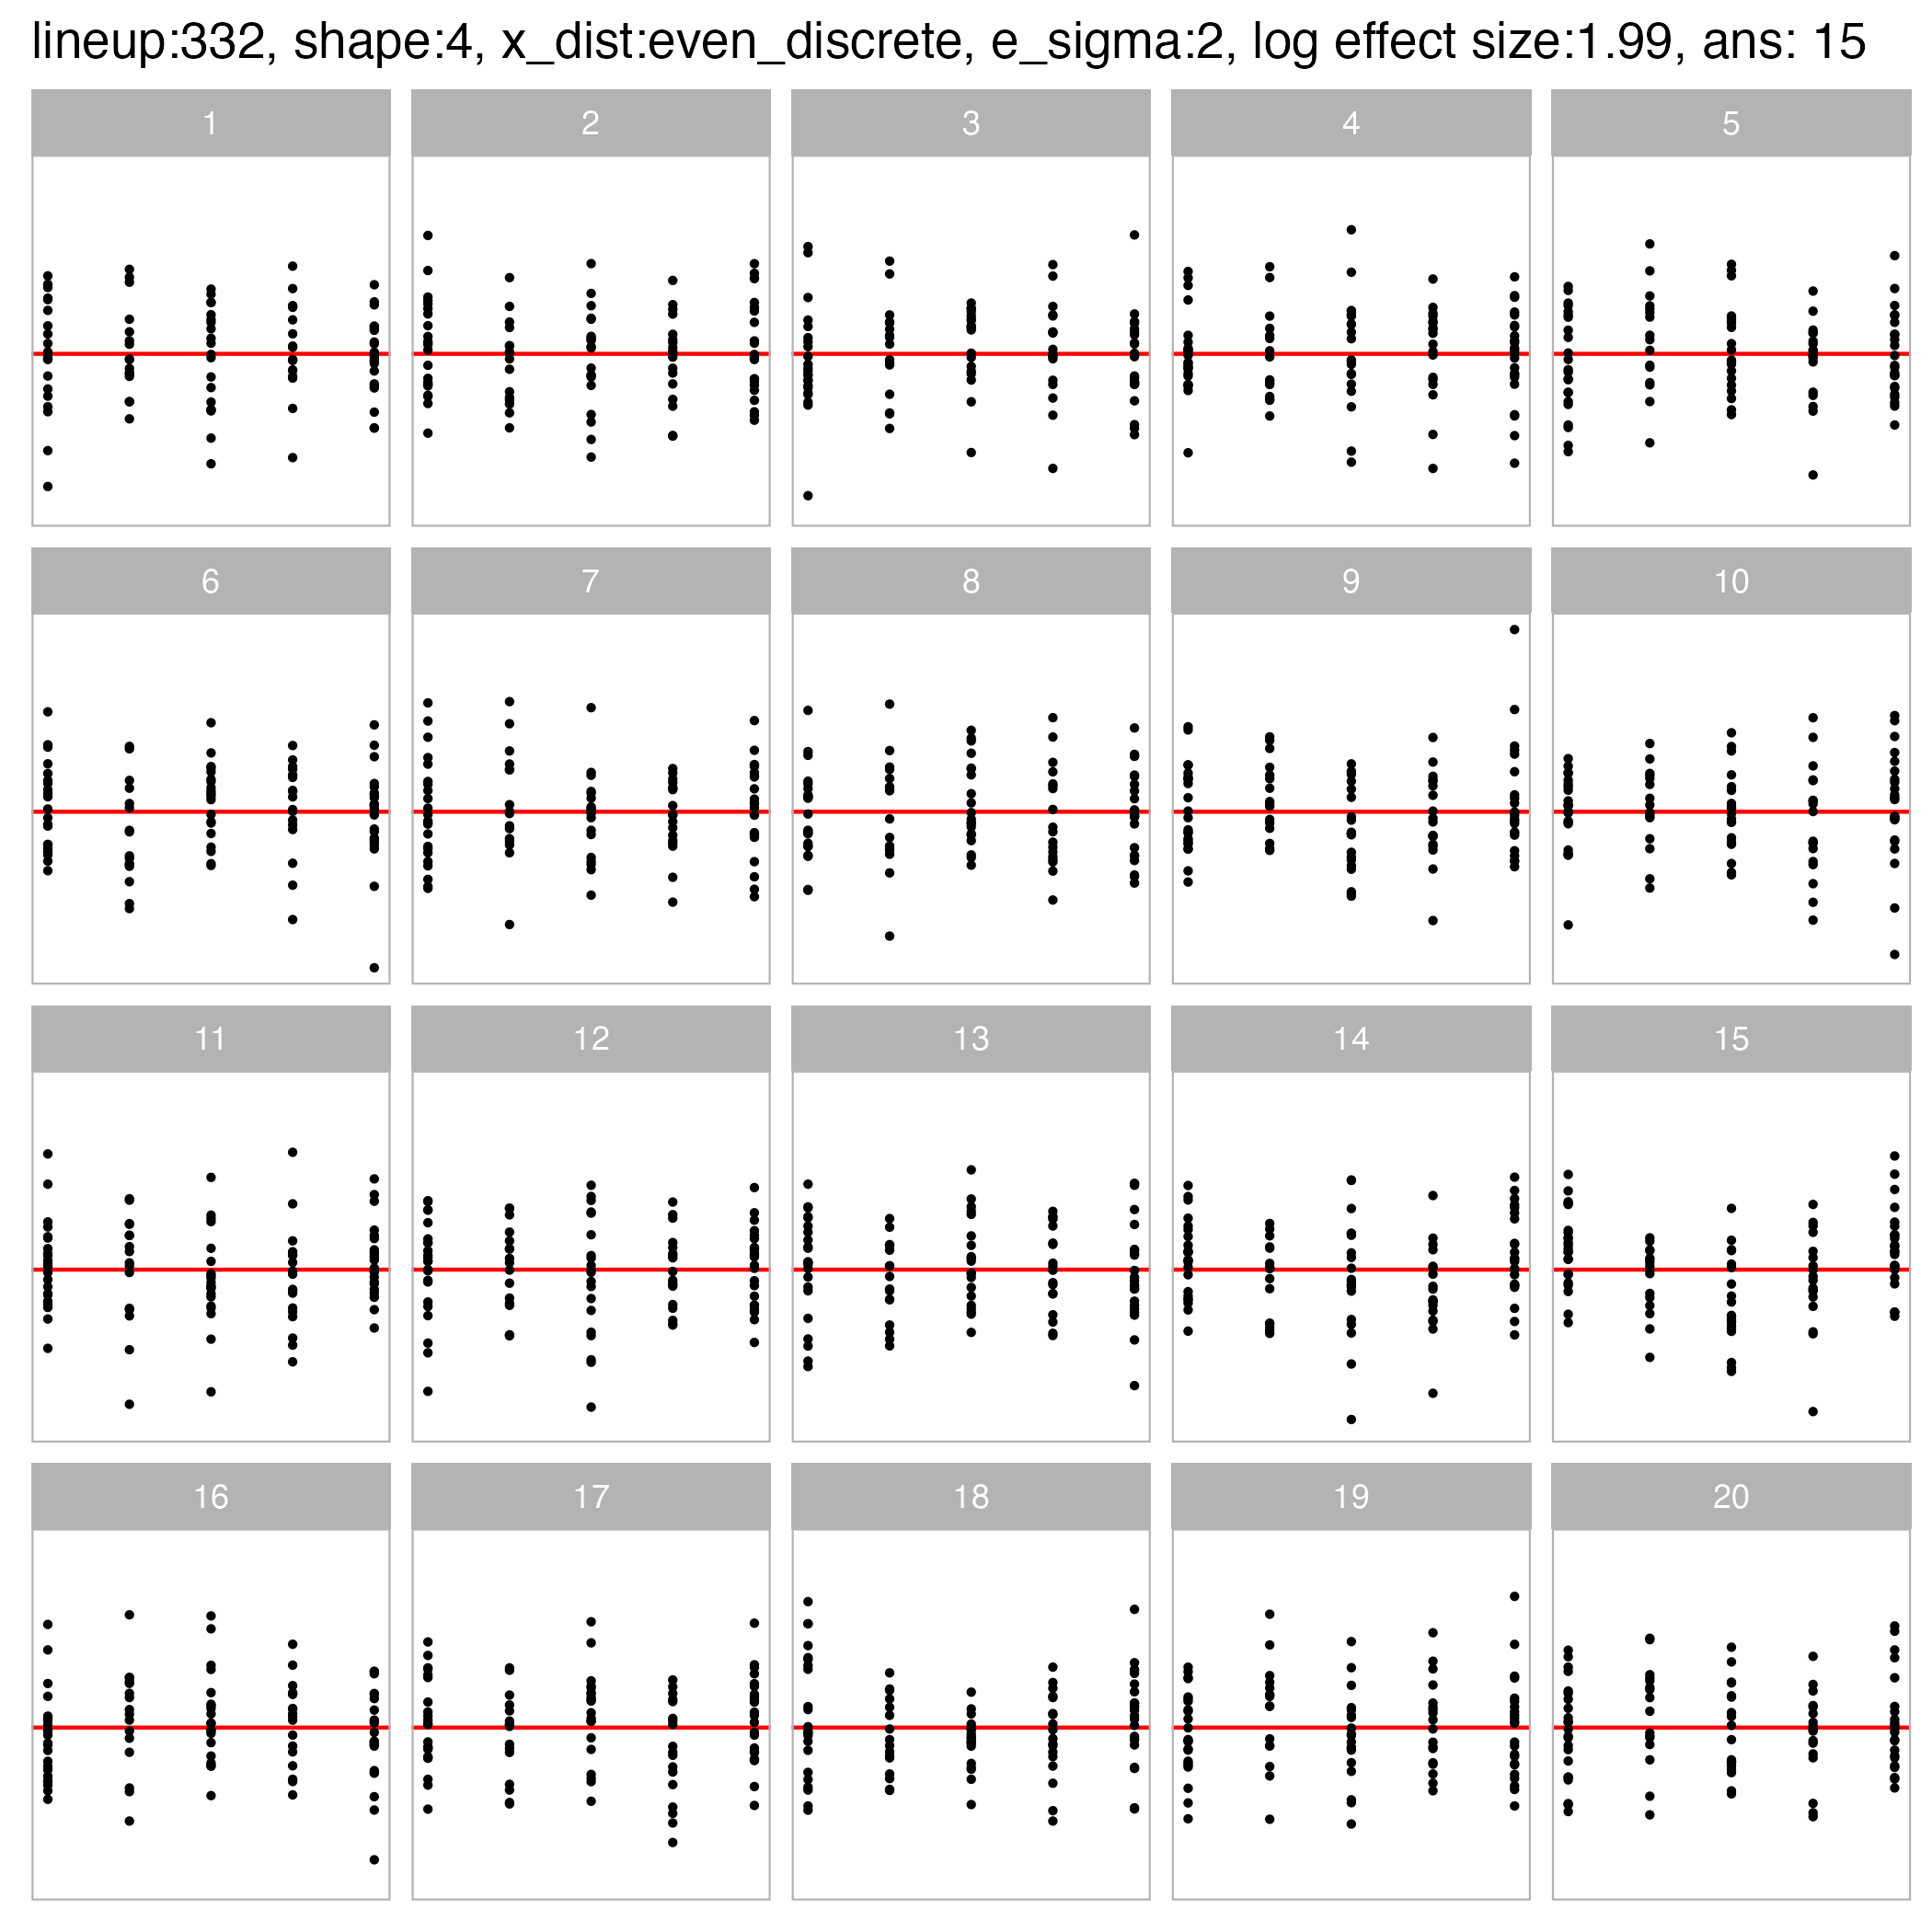 lineup:332, shape:4, x_dist:even_discrete, e_sigma:2, log effect size:1.99, ans: 15
1 2 3 4 5
6 7 8 9 10
11 12 13 14 15
16 17 18 19 20